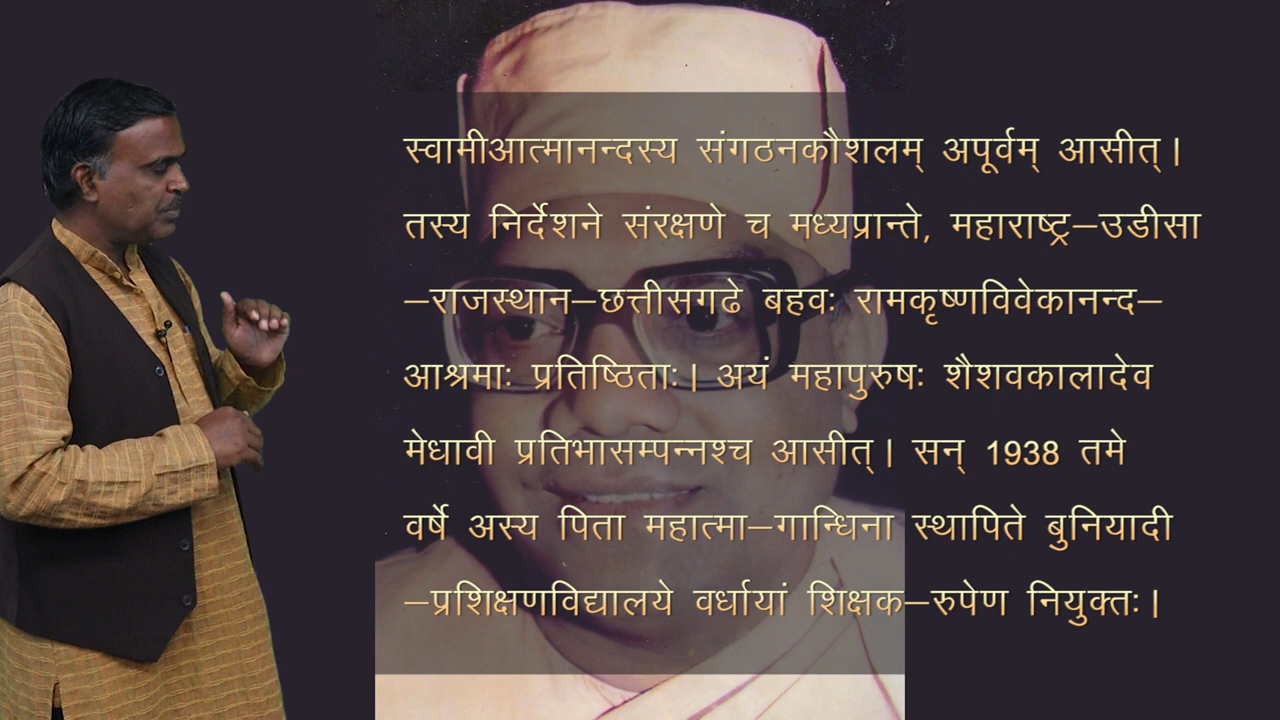 स्वामीआत्मानन्दस्य संगठनकौशलम् अपूर्वम् आसीत्।
तस्य निर्देशने संरक्षणे च मध्यप्रान्ते, महाराष्ट्र–उडीसा
–राजस्थान–छत्तीसगढे बहवः रामकृष्णविवेकानन्द–
आश्रमाः प्रतिष्ठिताः। अयं महापुरुषः शैशवकालादेव
मेधावी प्रतिभासम्पन्नश्च आसीत्। सन् 1938 तमे
वर्षे अस्य पिता महात्मा–गान्धिना स्थापिते बुनियादी
–प्रशिक्षणविद्यालये वर्धायां शिक्षक–रुपेण नियुक्तः।